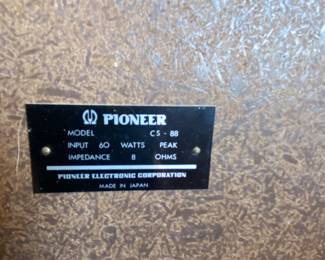 PIONEER
MODEL CS-88
INPUT 60 WATTS PEAK
IMPEDANCE 8 OHMS
PIONEER ELECTRONIC CORPORATION
MADE IN JAPAN